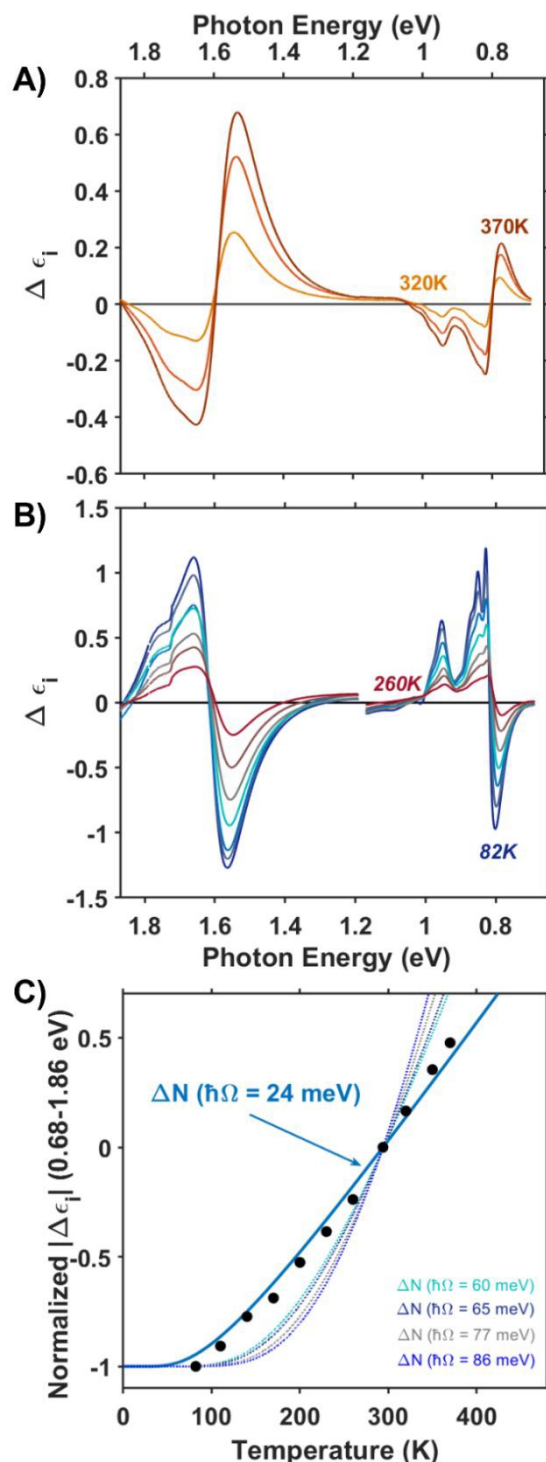 Photon Energy (eV)
1.8 1.6 1.4 1.2 1 0.8
A)
0.8
0.6
0.4
0.2
0
-0.2
-0.4
-0.6
Δ ϵi
320K
370K
B)
1.5
1
0.5
0
-0.5
-1
-1.5
Δ ϵi
260K
82K
1.8 1.6 1.4 1.2 1 0.8
Photon Energy (eV)
C)
Normalized |Δϵi| (0.68-1.86 eV)
0.5
0
-0.5
-1
ΔN (ħΩ = 24 meV)
ΔN (ħΩ = 60 meV)
ΔN (ħΩ = 65 meV)
ΔN (ħΩ = 77 meV)
ΔN (ħΩ = 86 meV)
0 100 200 300 400
Temperature (K)